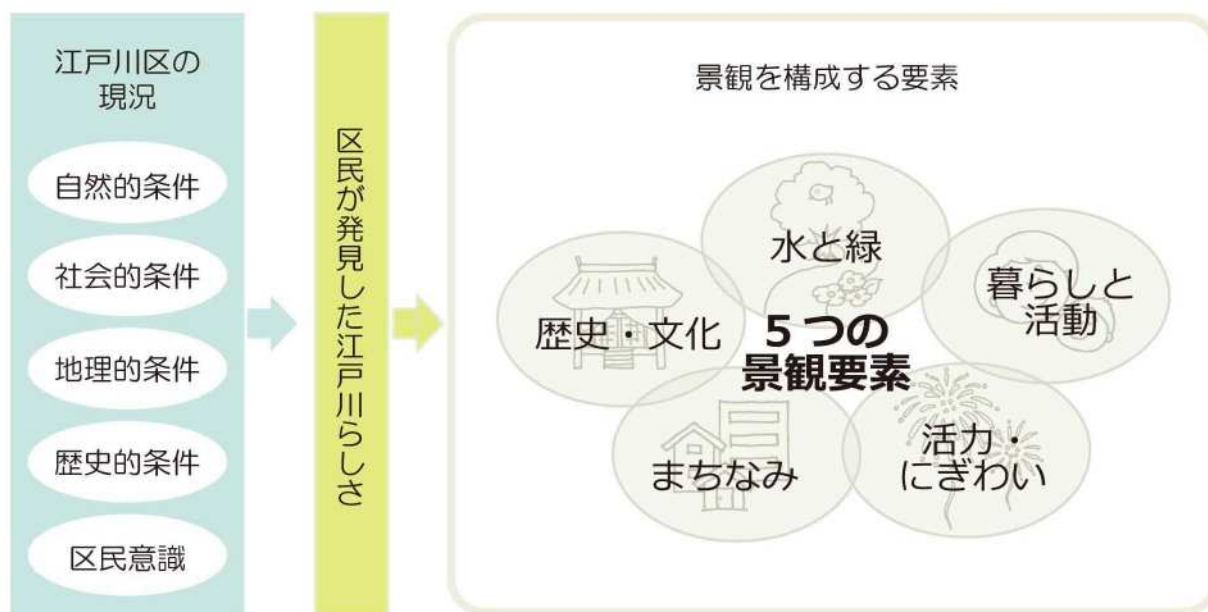 江戸川区の
現況
自然的条件
社会的条件
地理的条件
歴史的条件
区民意識
区民が発見した江戸川らしさ
景観を構成する要素
水と緑
暮らしと
活動
歴史・文化
5つの
景観要素
まちなみ
活力・
にぎわい